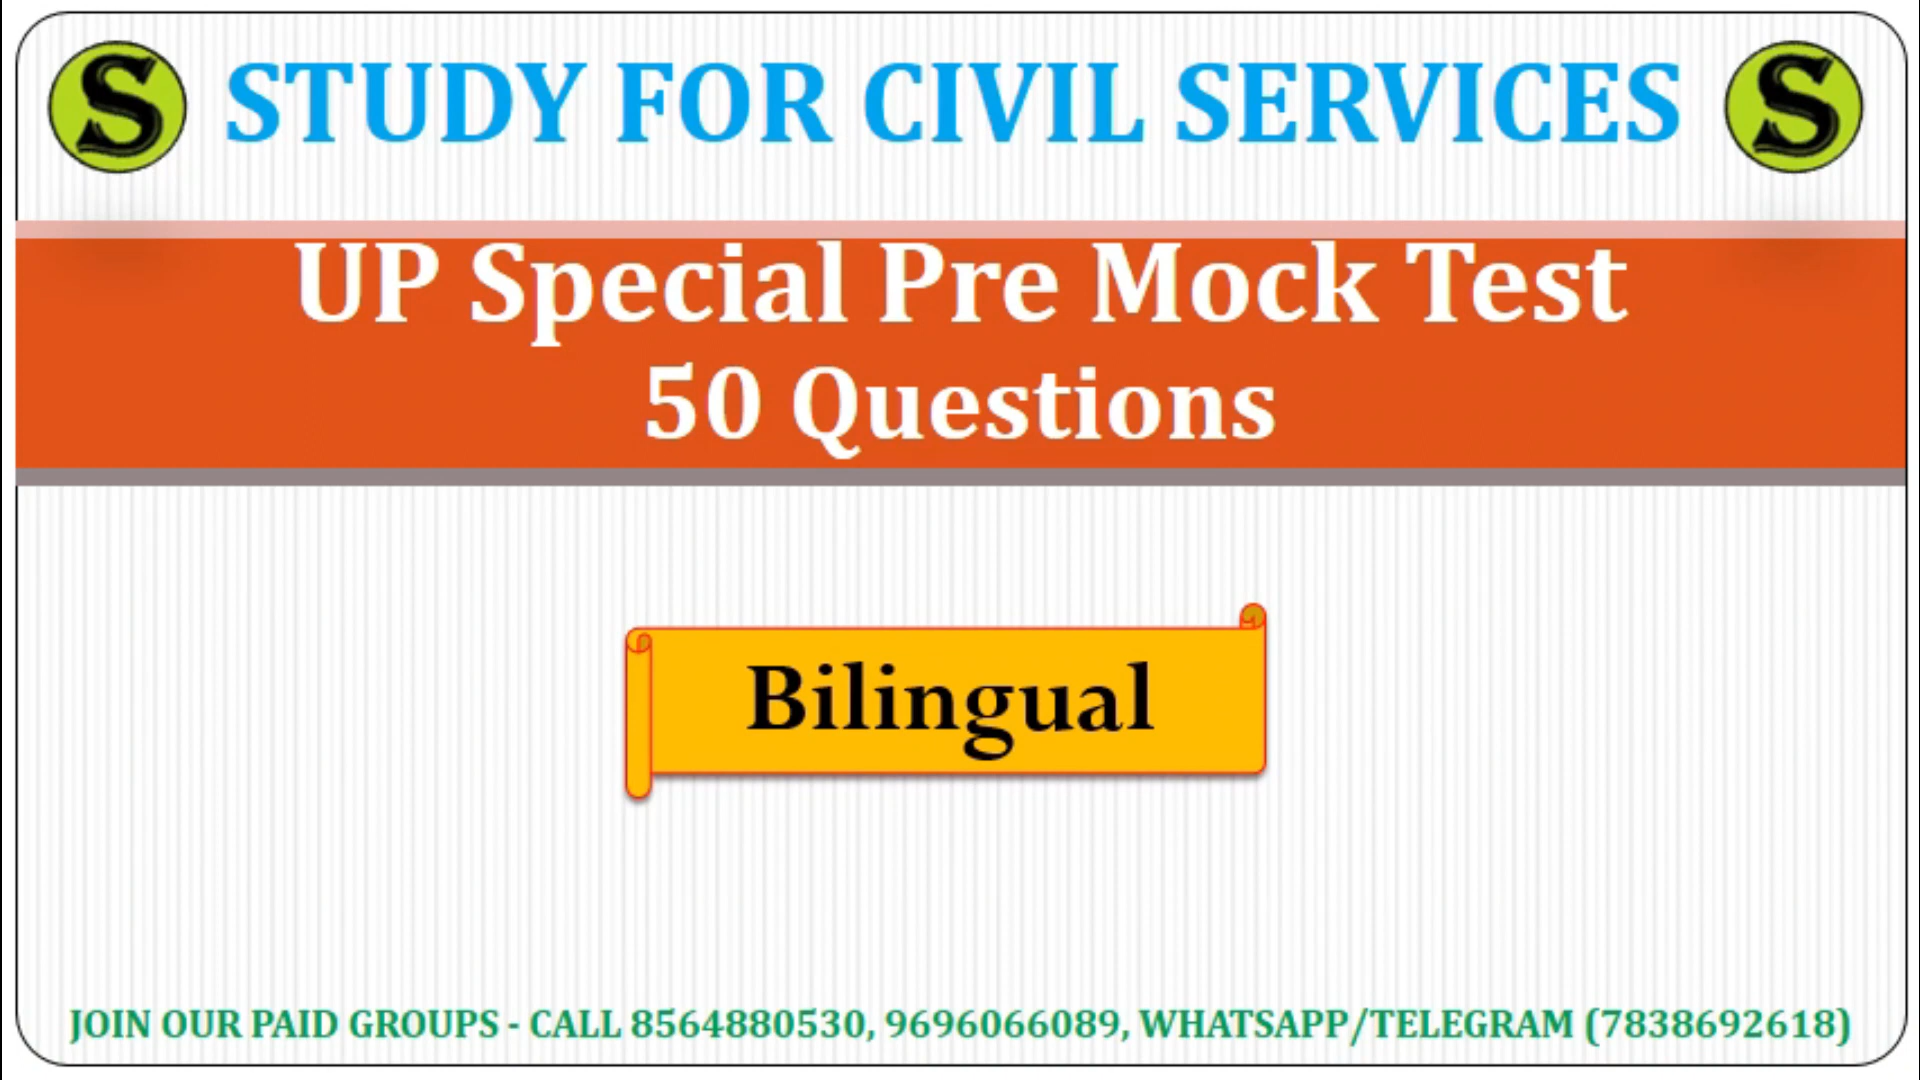 S STUDY FOR CIVIL SERVICES S
UP Special Pre Mock Test
50 Questions
Bilingual
JOIN OUR PAID GROUPS - CALL 8564880530, 9696066089, WHATSAPP/TELEGRAM (7838692618)